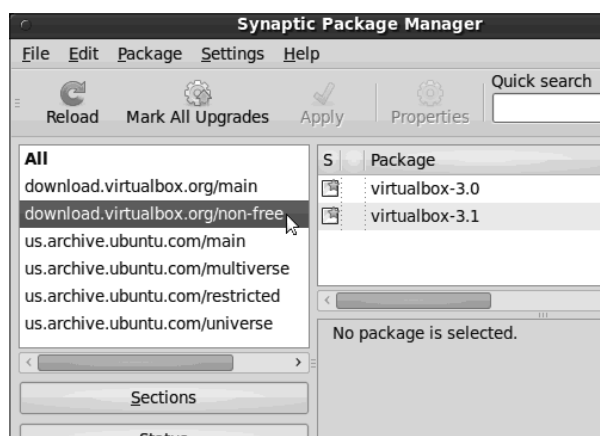 Synaptic Package Manager
File Edit Package Settings Help
Quick search
Reload Mark All Upgrades Apply Properties
All
download.virtualbox.org/main
download.virtualbox.org/non-free
us.archive.ubuntu.com/main
us.archive.ubuntu.com/multiverse
us.archive.ubuntu.com/restricted
us.archive.ubuntu.com/universe
S Package
virtualbox-3.0
virtualbox-3.1
No package is selected.
Sections
Status